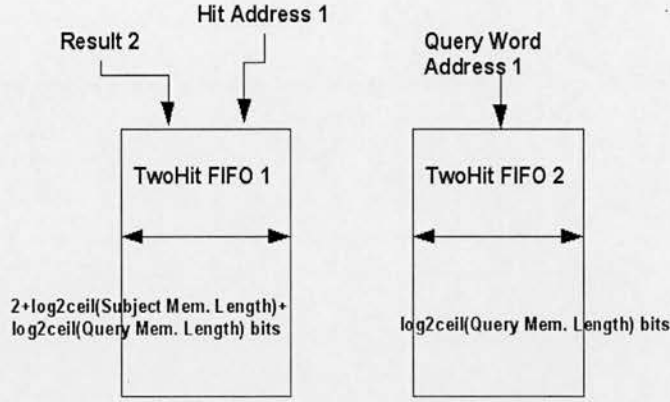 Hit Address 1
Result 2
Query Word
Address 1
TwoHit FIFO 1
TwoHit FIFO 2
2+log2ceil(Subject Mem. Length)+
log2ceil(Query Mem. Length) bits
log2ceil(Query Mem. Length) bits